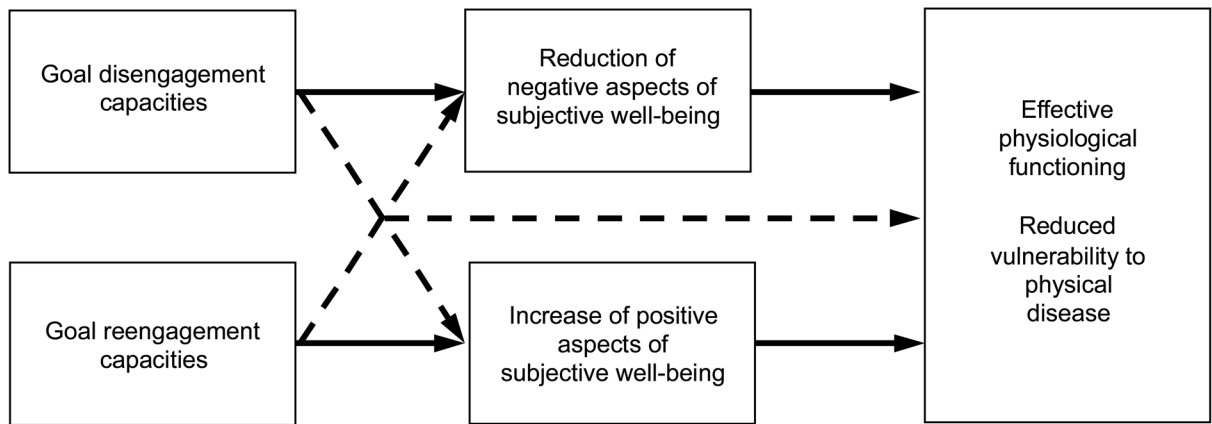 Goal disengagement
capacities
Reduction of
negative aspects of
subjective well-being
Goal reengagement
capacities
Increase of positive
aspects of
subjective well-being
Effective
physiological
functioning
Reduced
vulnerability to
physical
disease